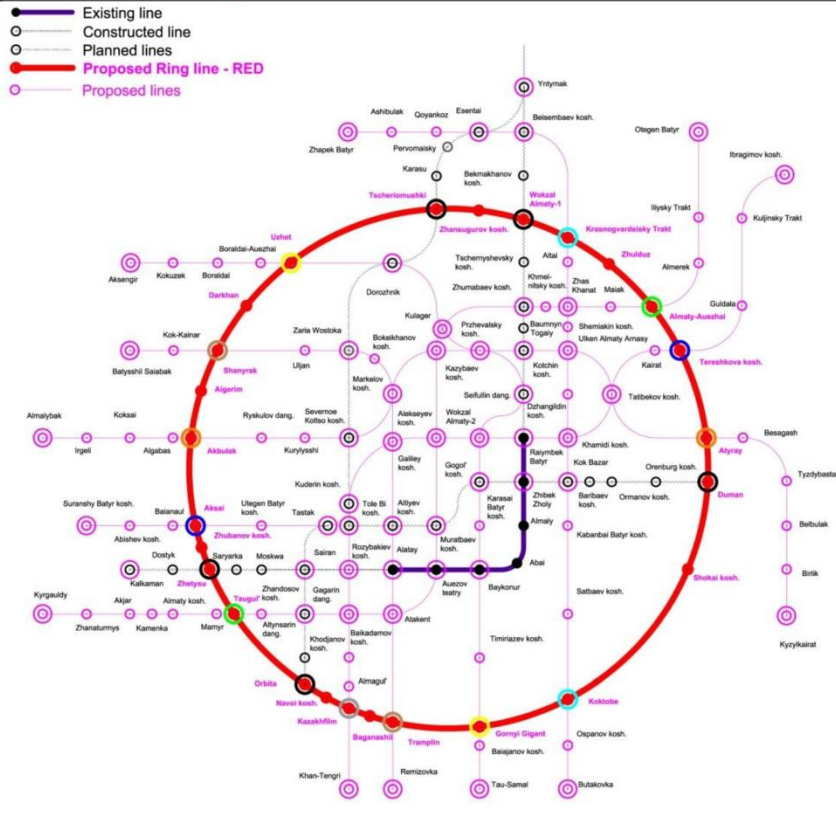 Existing line
Constructed line
Planned lines
Proposed Ring line - RED
Proposed lines
Yntymak
Ashibulak
Qoyankoz
Esentai
Beisembaev kosh.
Otegen Batyr
Zhapek Batyr
Pervomaisky
Ibragimov kosh.
Karasu
Bekmakhanov
kosh.
Tscheriomushki
Wokzal
Almaty-1
Iliysky Trakt
Kuljinsky Trakt
Zhansugurov kosh.
Krasnogvardeisky Trakt
Uzhet
Boraldai-Auezhai
Tschernyshevsky
kosh.
Altai
Zhulduz
Aksengir
Kokuzek
Boraldai
Dorozhnik
Khmel-
nitsky kosh.
Zhas
Khanat
Maiak
Almerek
Zhumabaev kosh.
Darkhan
Guldala
Kulager
Almaty-Auezhai
Kok-Kainar
Zaria Wostoka
Bokeikhanov
kosh.
Przhevalsky
kosh.
Baumnyn
Togaiy
Shemiakin kosh.
Ulken Almaty Arnasy
Batysshil Saiabak
Shanyrak
Uljan
Kazybaev
kosh.
Kotchin
kosh.
Kairat
Tereshkova kosh.
Aigerim
Markelov
kosh.
Seifullin dang.
Tatibekov kosh.
Almalybak
Koksai
Ryskulov dang.
Severnoe
Koltso kosh.
Alekseyev
kosh.
Wokzal
Almaty-2
Dzhangildin
kosh.
Irgeli
Algabas
Akbulak
Kurylysshi
Galiley
kosh.
Raiymbek
Batyr
Khamidi kosh.
Atyray
Besagash
Kuderin kosh.
Gogol'
kosh.
Kok Bazar
Orenburg kosh.
Tyzdybasta
Suranshy Batyr kosh.
Aksai
Utegen Batyr
kosh.
Tastak
Tole Bi
kosh.
Altiyev
kosh.
Karasai
Batyr
kosh.
Zhibek
Zholy
Baribaev
kosh.
Ormanov kosh.
Duman
Baianaul
Abishev kosh.
Zhubanov kosh.
Muratbaev
kosh.
Almaly
Kabanbai Batyr kosh.
Belbulak
Dostyk
Saryarka
Moskwa
Sairan
Rozybakiev
kosh.
Alatay
Abai
Kalkaman
Zhetysu
Zhandosov
kosh.
Gagarin
dang.
Auezov
teatry
Baykonur
Shokai kosh.
Birlik
Kyrgauldy
Akjar
Almaty kosh.
Taugul'
Satbaev kosh.
Zhanaturmys
Kamenka
Mamyr
Altynsarin
dang.
Khodjanov
kosh.
Baikadamov
kosh.
Atakent
Timiriazev kosh.
Kyzylkairat
Orbita
Almagul'
Navoi kosh.
Kazakhfilm
Koktobe
Baganashil
Tramplin
Gornyi Gigant
Ospanov kosh.
Baiajanov kosh.
Khan-Tengri
Remizovka
Tau-Samal
Butakovka